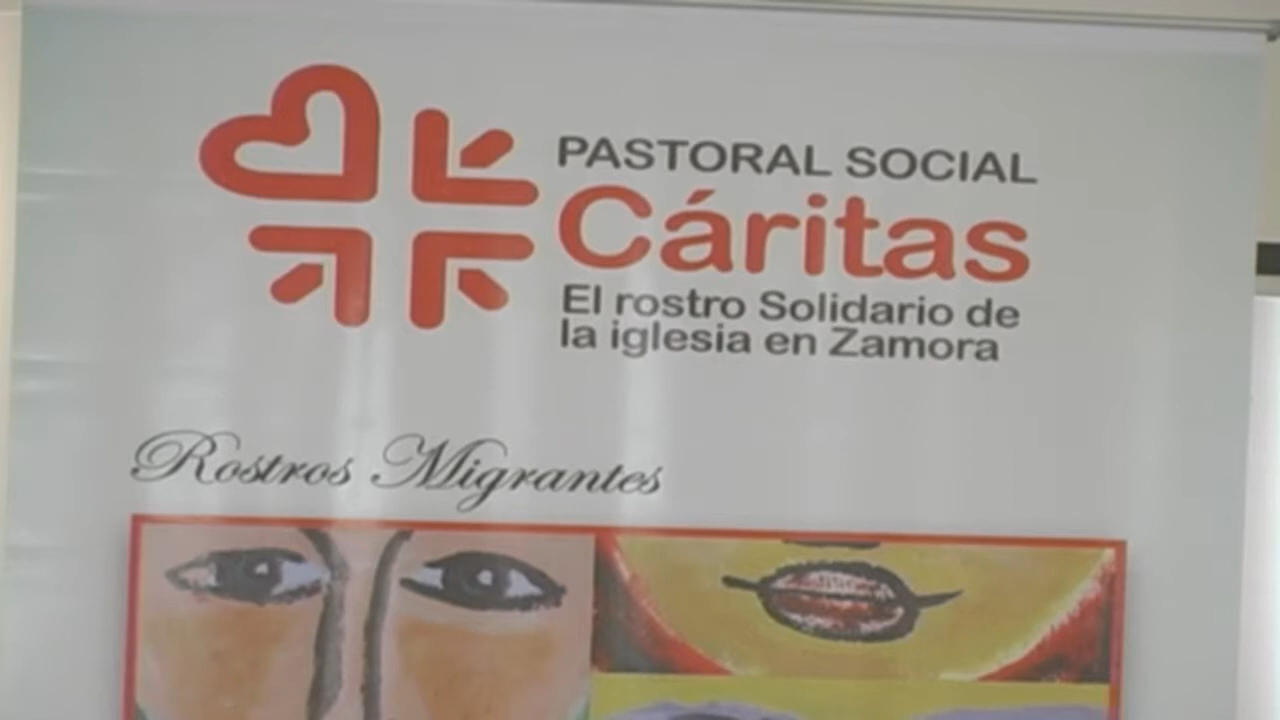 PASTORAL SOCIAL
Cáritas
El rostro Solidario de
la iglesia en Zamora
Rostros Migrantes